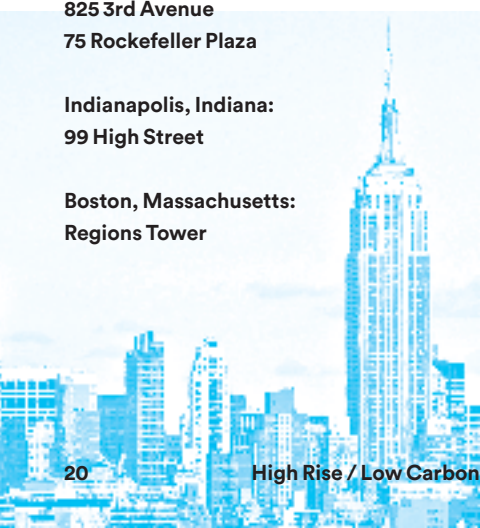 825 3rd Avenue
75 Rockefeller Plaza
Indianapolis, Indiana:
99 High Street
Boston, Massachusetts:
Regions Tower
20
High Rise / Low Carbon